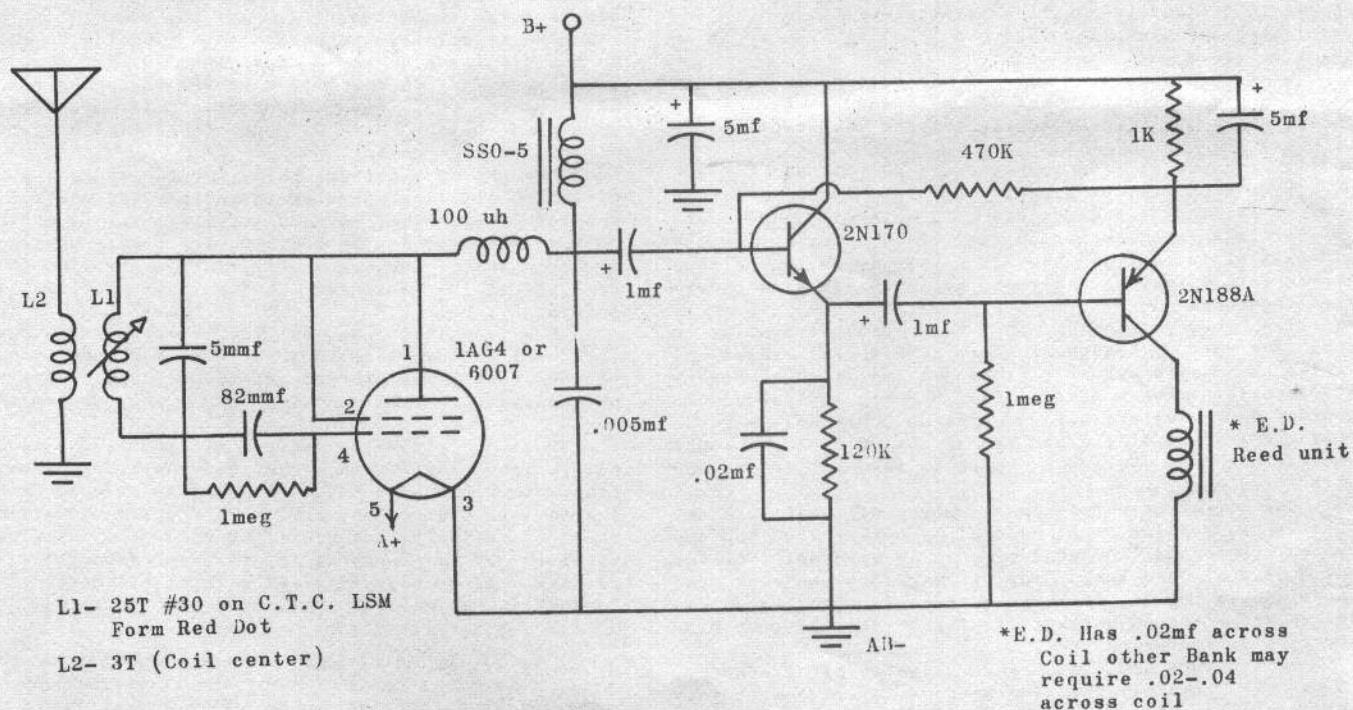 B+
+
5mf
1K
+
5mf
SSO-5
470K
100 uh
2N170
+
1mf
L2
L1
2N188A
+
1mf
5mmf
1
1AG4 or
6007
82mmf
2
.005mf
1meg
* E.D.
Reed unit
4
.02mf
120K
1meg
5
3
A+
L1- 25T #30 on C.T.C. LSM
Form Red Dot
L2- 3T (Coil center)
AB-
*E.D. Has .02mf across
Coil other Bank may
require .02-.04
across coil